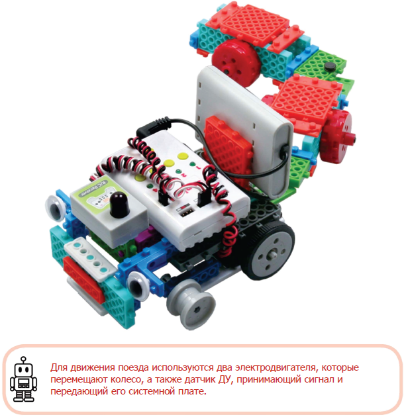 Для движения поезда используются два электродвигателя, которые
перемещают колесо, а также датчик ДУ, принимающий сигнал и
передающий его системной плате.